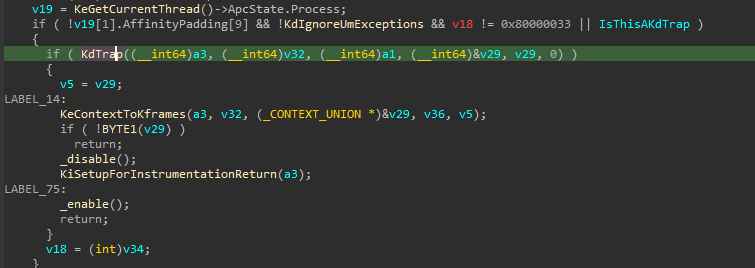 v19 = KeGetCurrentThread()->ApcState.Process;
if ( !v19[1].AffinityPadding[9] && !KdIgnoreUmExceptions && v18 != 0x80000033 || IsThisAKdTrap )
{
if ( KdTrap((__int64)a3, (__int64)v32, (__int64)a1, (__int64)&v29, v29, 0) )
{
v5 = v29;
LABEL_14:
KeContextToKframes(a3, v32, (_CONTEXT_UNION *)&v29, v36, v5);
if ( !BYTE1(v29) )
return;
_disable();
KiSetupForInstrumentationReturn(a3);
LABEL_75:
_enable();
return;
}
v18 = (int)v34;
}